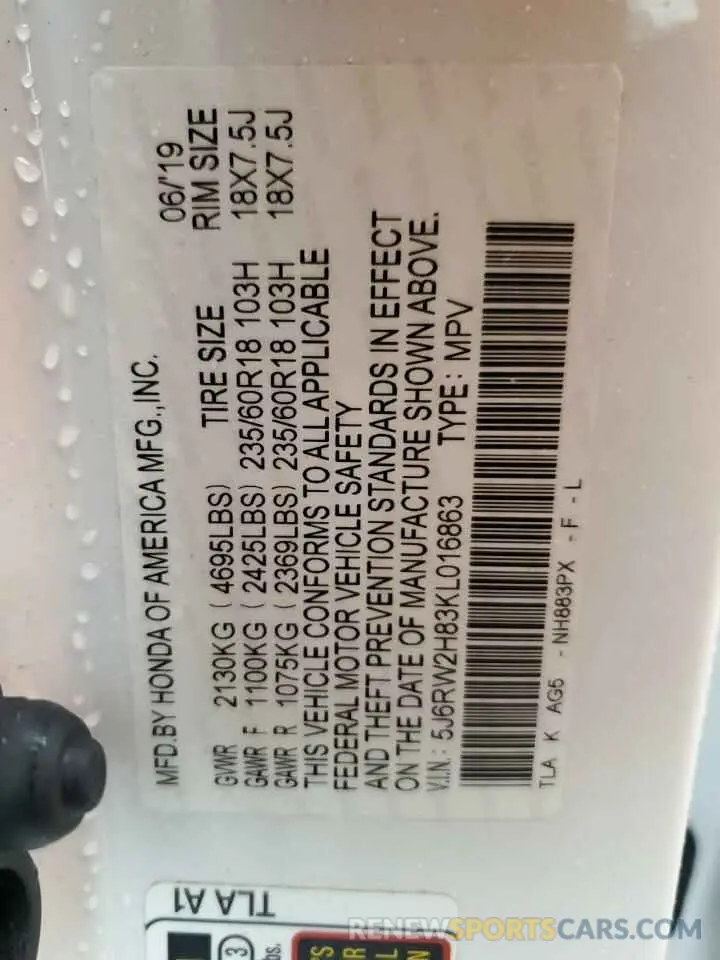 MFD.BY HONDA OF AMERICA MFG.,INC. 06/'19
GVWR 2130KG ( 4695LBS) TIRE SIZE RIM SIZE
GAWR F 1100KG ( 2425LBS) 235/60R18 103H 18X7.5J
GAWR R 1075KG ( 2369LBS) 235/60R18 103H 18X7.5J
THIS VEHICLE CONFORMS TO ALL APPLICABLE
FEDERAL MOTOR VEHICLE SAFETY
AND THEFT PREVENTION STANDARDS IN EFFECT
ON THE DATE OF MANUFACTURE SHOWN ABOVE.
V.I.N.: 5J6RW2H83KL016863 TYPE: MPV
TLA K AG5 - NH883PX - F - L
TLA A1
3
RENEWSPORTSCARS.COM